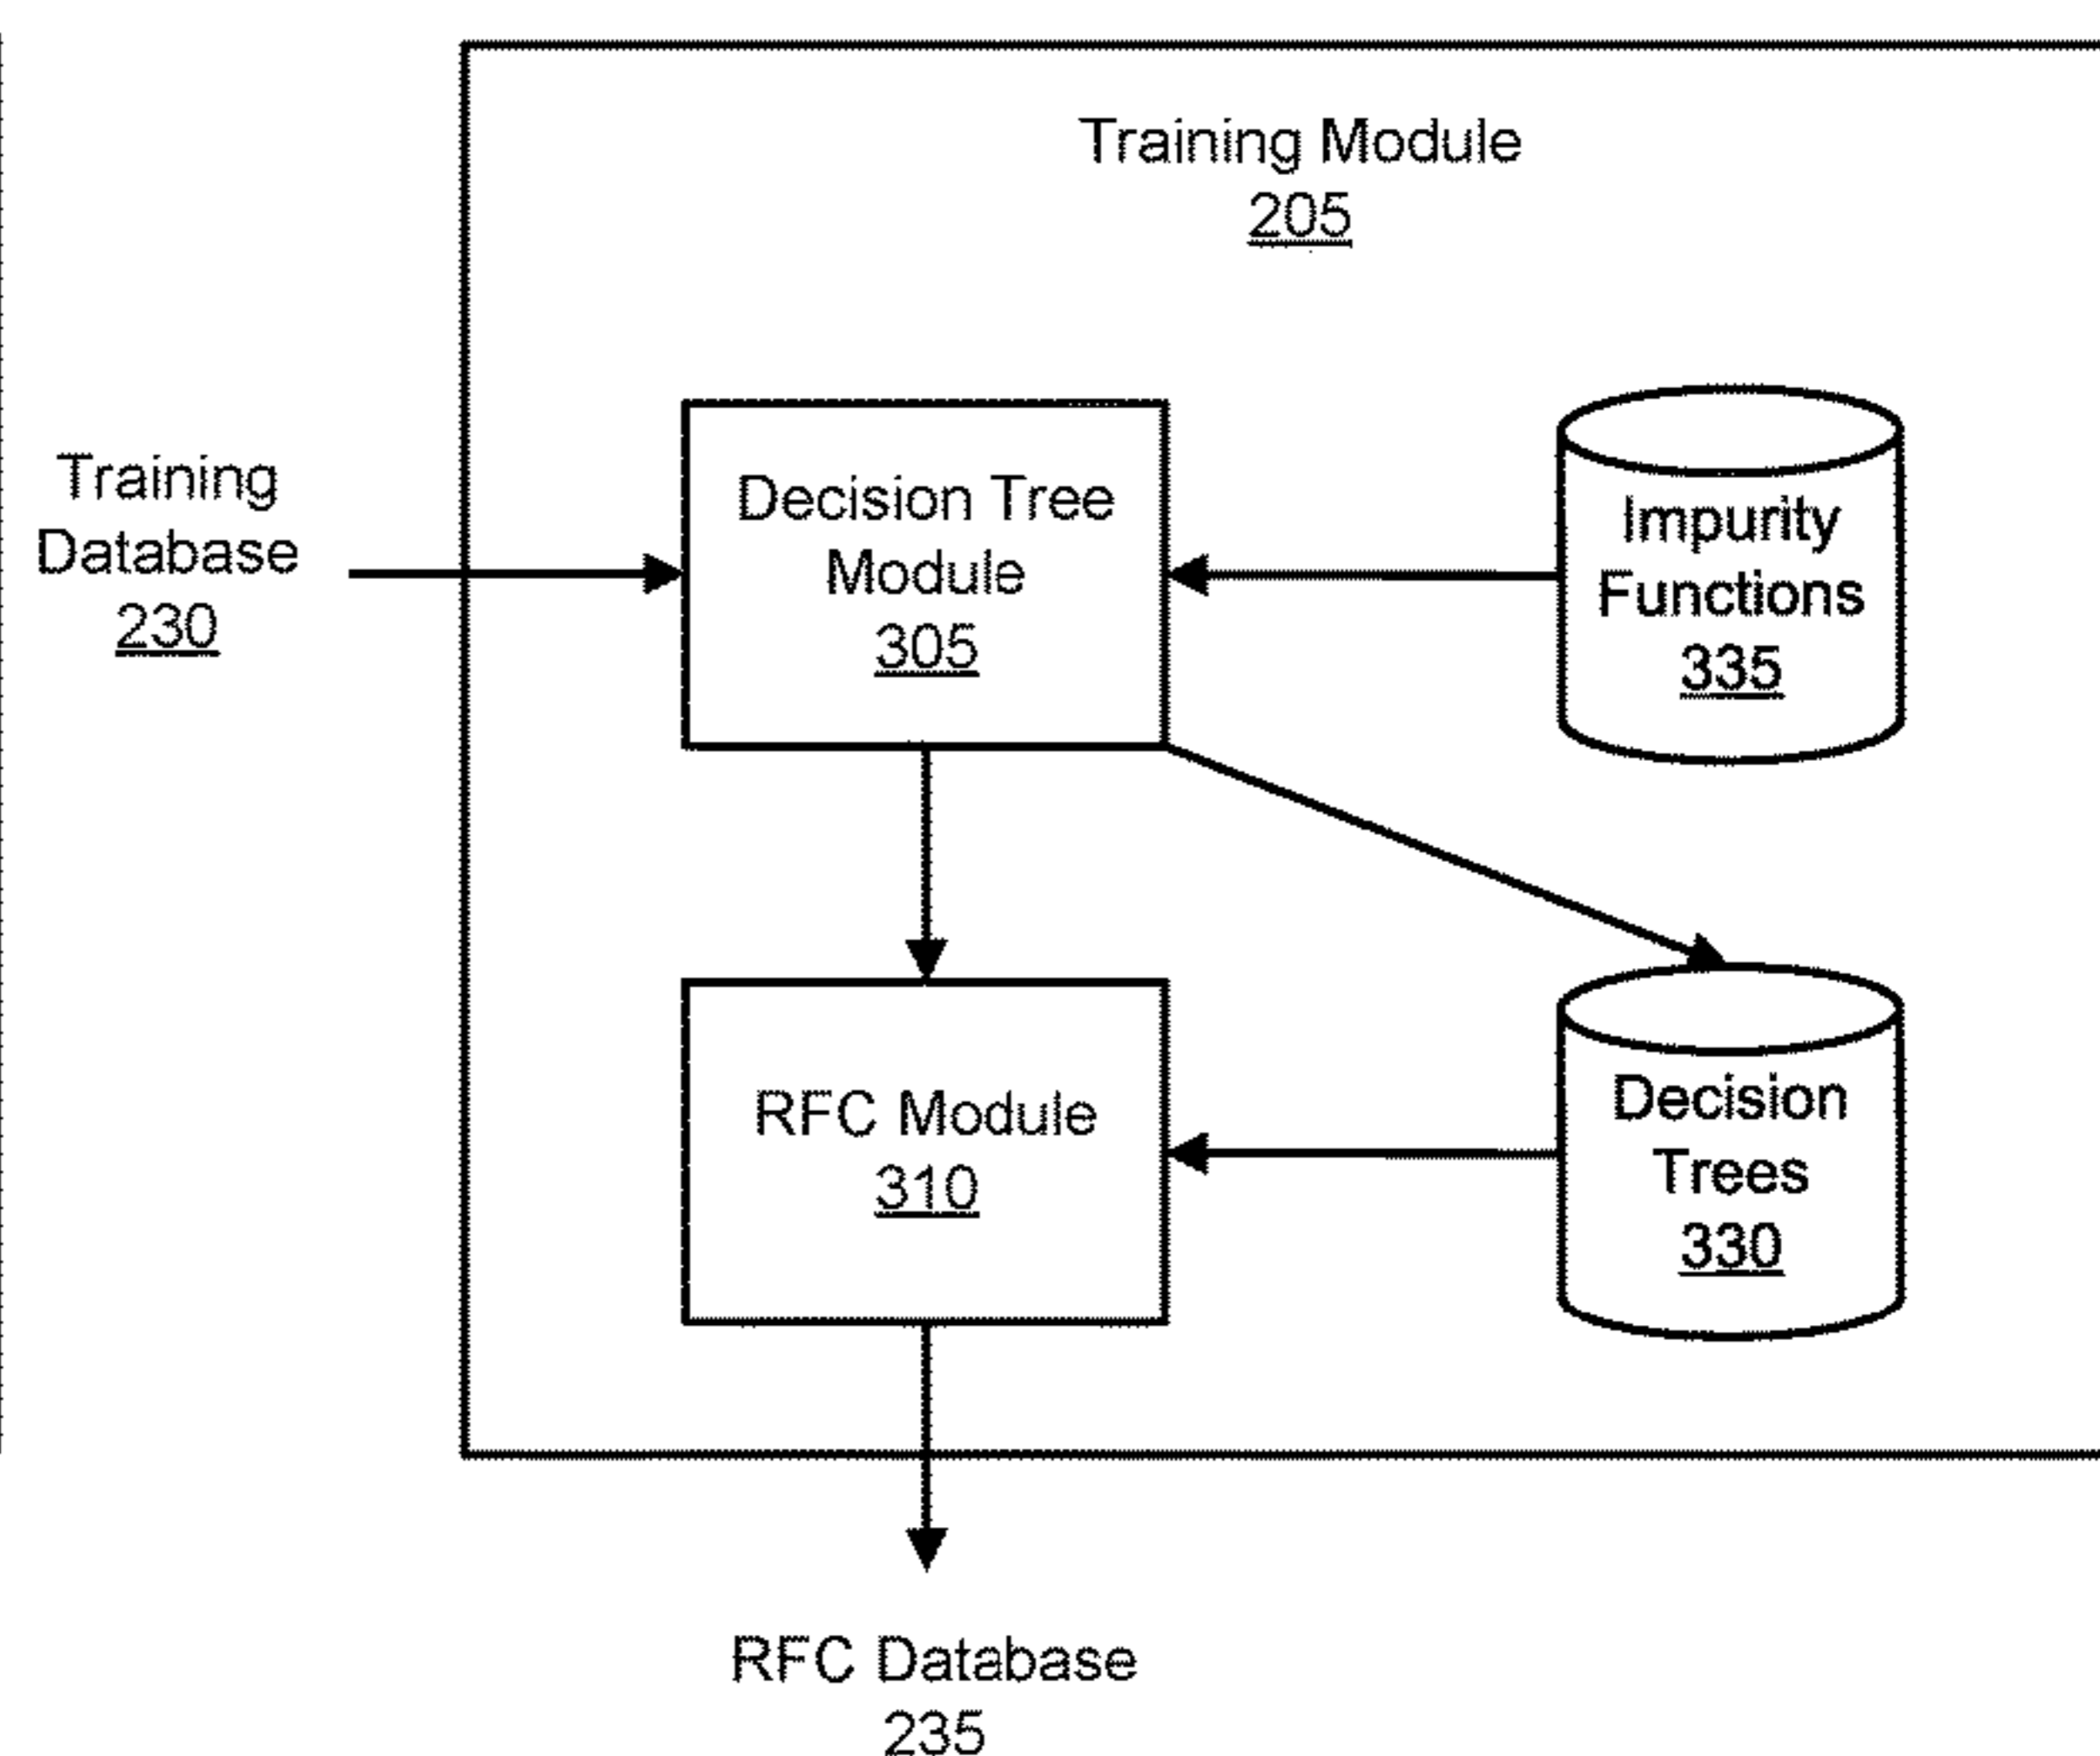 Training Module
205
Training
Database
230
Decision Tree
Module
305
Impurity
Functions
335
RFC Module
310
Decision
Trees
330
RFC Database
235